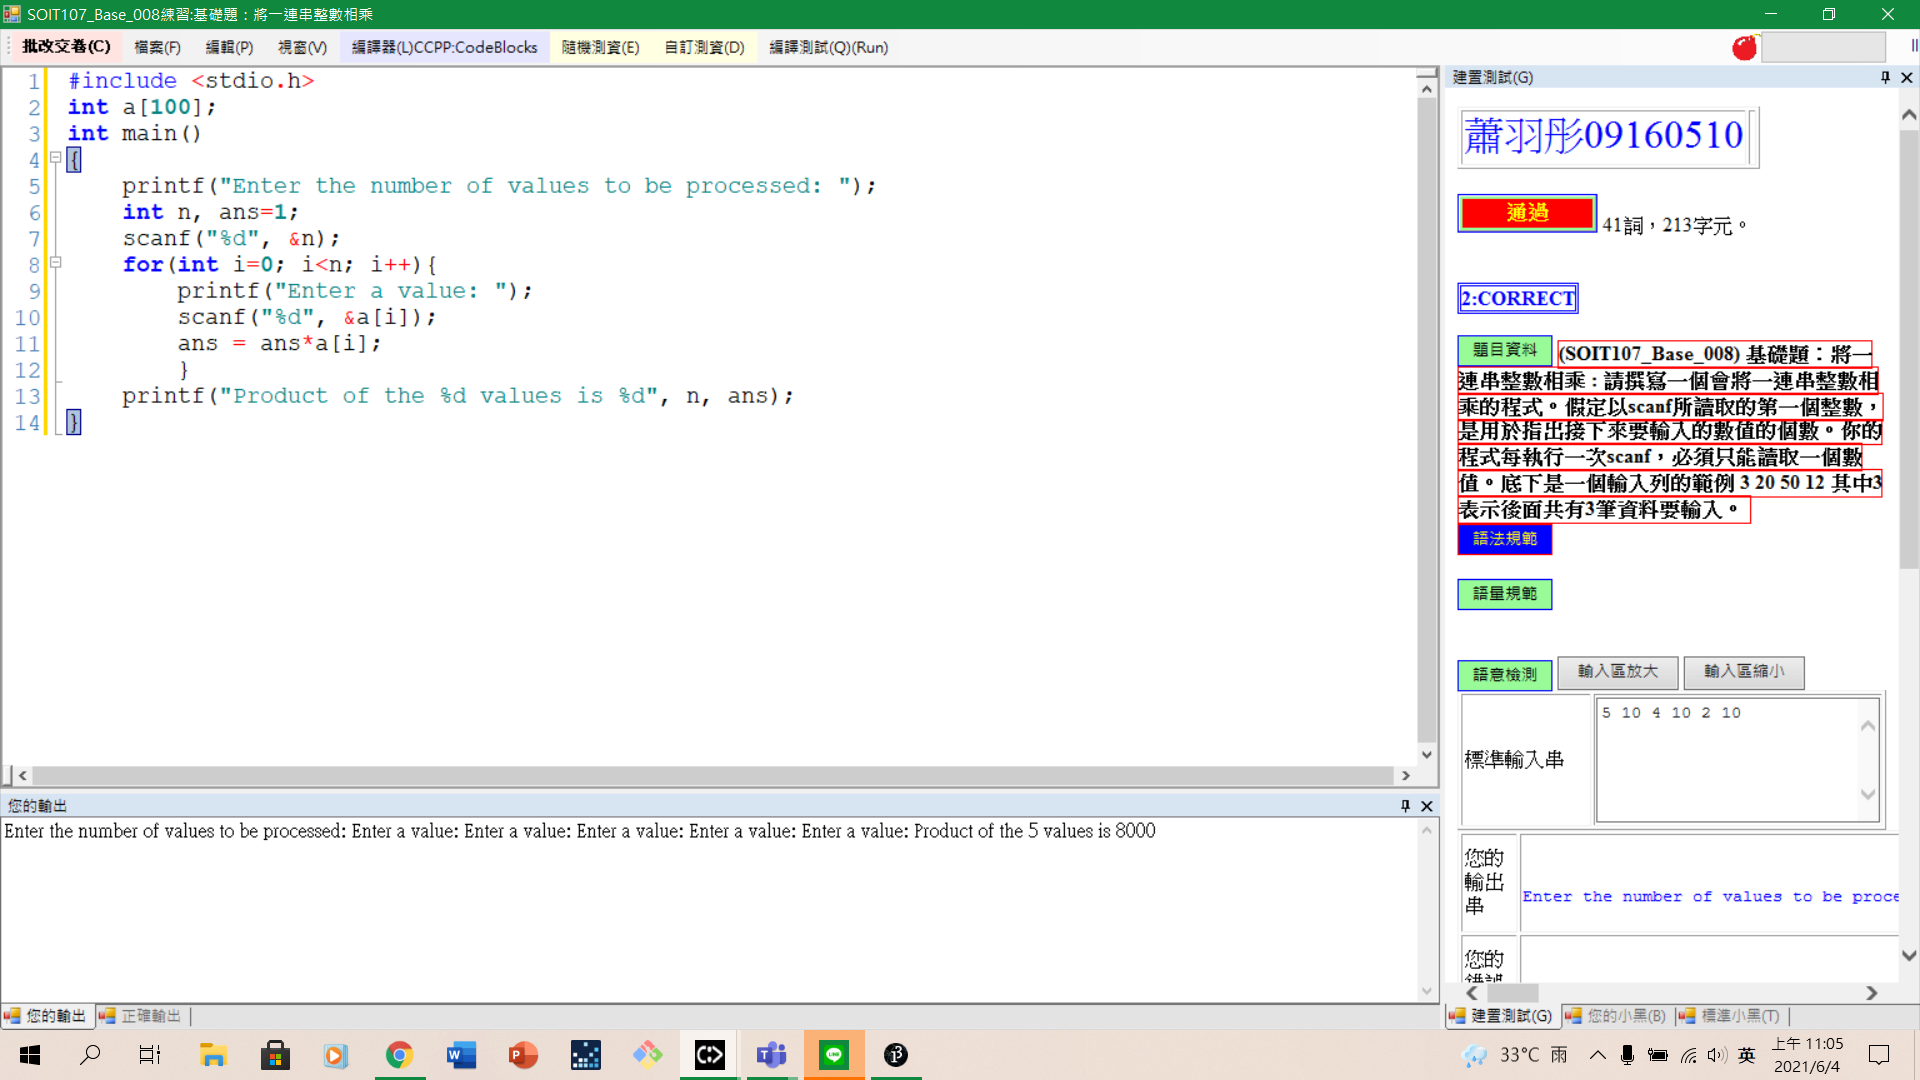 SOIT107_Base_008練習:基礎題：將一連串整數相乘
批改交卷(C) 檔案(F) 編輯(P) 視窗(V) 編譯器(L)CCPP:CodeBlocks 隨機測資(E) 自訂測資(D) 編譯測試(Q)(Run)
1 #include <stdio.h>
2 int a[100];
3 int main()
4 {
5 printf("Enter the number of values to be processed: ");
6 int n, ans=1;
7 scanf("%d", &n);
8 for(int i=0; i<n; i++){
9 printf("Enter a value: ");
10 scanf("%d", &a[i]);
11 ans = ans*a[i];
12 }
13 printf("Product of the %d values is %d", n, ans);
14 }
您的輸出
Enter the number of values to be processed: Enter a value: Enter a value: Enter a value: Enter a value: Enter a value: Product of the 5 values is 8000
您的輸出 正確輸出
建置測試(G)
蕭羽彤09160510
通過 41詞，213字元。
2:CORRECT
題目資料 (SOIT107_Base_008) 基礎題：將一
連串整數相乘：請撰寫一個會將一連串整數相
乘的程式。假定以scanf所讀取的第一個整數，
是用於指出接下來要輸入的數值的個數。你的
程式每執行一次scanf，必須只能讀取一個數
值。底下是一個輸入列的範例 3 20 50 12 其中3
表示後面共有3筆資料要輸入。
語法規範
語量規範
語意檢測 輸入區放大 輸入區縮小
標準輸入串 5 10 4 10 2 10
您的
輸出
串
Enter the number of values to be proce
您的
建置測試(G) 您的小黑(B) 標準小黑(T)
33°C 雨 英 上午 11:05
2021/6/4